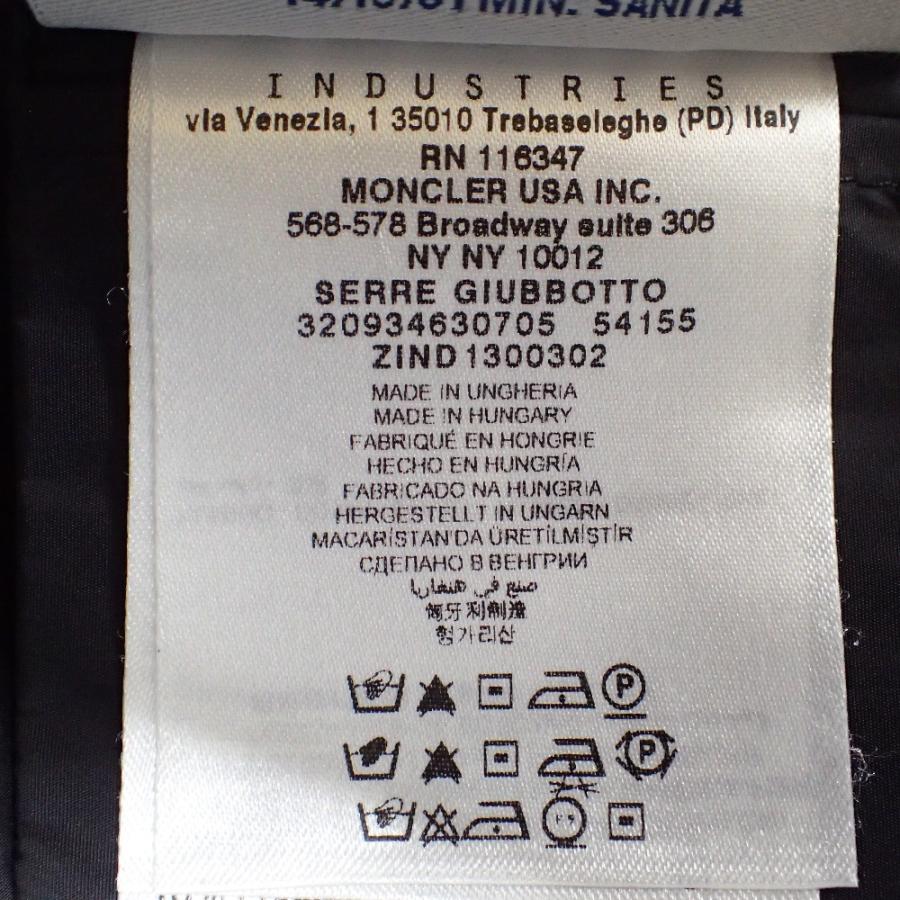 MIN. SANITA
INDUSTRIES
via Venezia, 1 35010 Trebaseleghe (PD) Italy
RN 116347
MONCLER USA INC.
568-578 Broadway suite 306
NY NY 10012
SERRE GIUBBOTTO
320934630705 54155
ZIND1300302
MADE IN UNGHERIA
MADE IN HUNGARY
FABRIQUÉ EN HONGRIE
HECHO EN HUNGRÍA
FABRICADO NA HUNGRIA
HERGESTELLT IN UNGARN
MACARİSTAN'DA ÜRETİLMİŞTİR
СДЕЛАНО В ВЕНГРИИ
صنع في هنغاريا
匈牙利制造
헝가리산
P
P